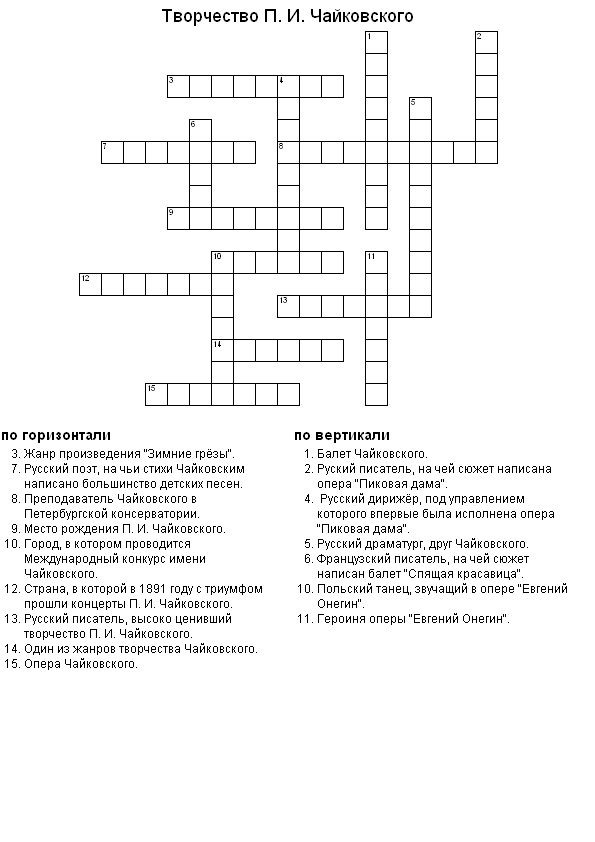 Творчество П. И. Чайковского
1
2
3
4
5
6
7
8
9
10
11
12
13
14
15
по горизонтали
3. Жанр произведения "Зимние грёзы".
7. Русский поэт, на чьи стихи Чайковским
написано большинство детских песен.
8. Преподаватель Чайковского в
Петербургской консерватории.
9. Место рождения П. И. Чайковского.
10. Город, в котором проводится
Международный конкурс имени
Чайковского.
12. Страна, в которой в 1891 году с триумфом
прошли концерты П. И. Чайковского.
13. Русский писатель, высоко ценивший
творчество П. И. Чайковского.
14. Один из жанров творчества Чайковского.
15. Опера Чайковского.
по вертикали
1. Балет Чайковского.
2. Руский писатель, на чей сюжет написана
опера "Пиковая дама".
4. Русский дирижёр, под управлением
которого впервые была исполнена опера
"Пиковая дама".
5. Русский драматург, друг Чайковского.
6. Французский писатель, на чей сюжет
написан балет "Спящая красавица".
10. Польский танец, звучащий в опере "Евгений
Онегин".
11. Героиня оперы "Евгений Онегин".